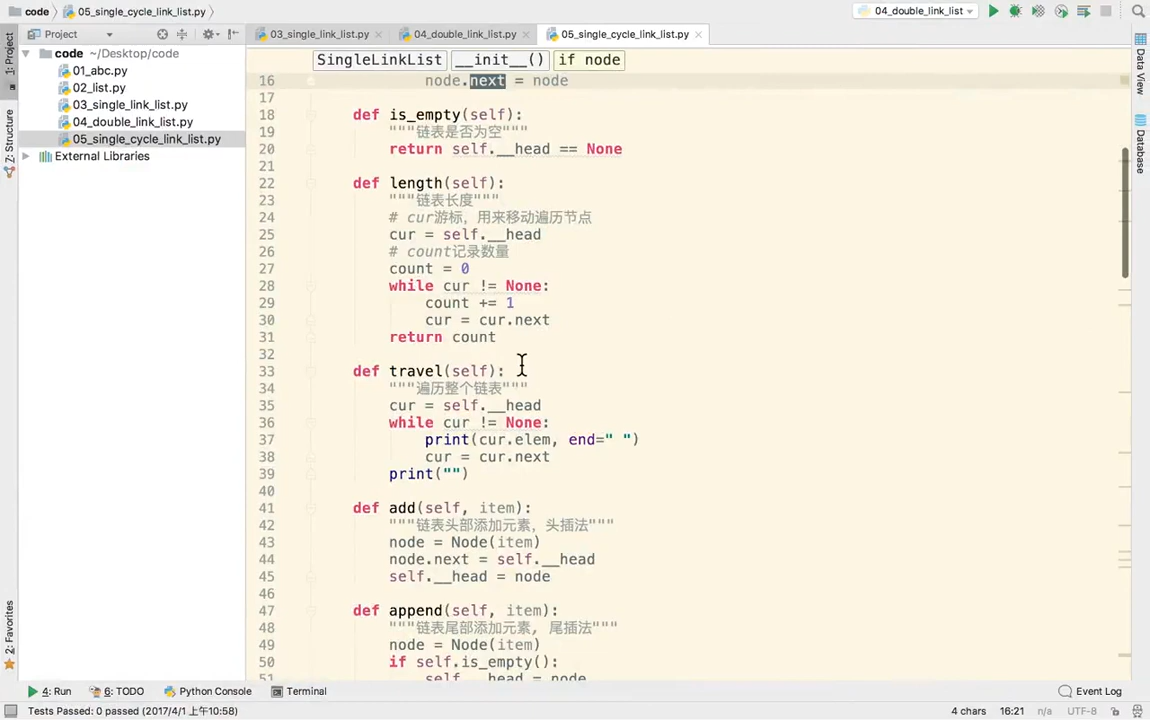 code 05_single_cycle_link_list.py 04_double_link_list
Project 03_single_link_list.py 04_double_link_list.py 05_single_cycle_link_list.py
code ~/Desktop/code
01_abc.py
02_list.py
03_single_link_list.py
04_double_link_list.py
05_single_cycle_link_list.py
External Libraries
1: Project
Z: Structure
2: Favorites
Data View
Database
SingleLinkList __init__() if node
16 node.next = node
17
18 def is_empty(self):
19 """链表是否为空"""
20 return self.__head == None
21
22 def length(self):
23 """链表长度"""
24 # cur游标，用来移动遍历节点
25 cur = self.__head
26 # count记录数量
27 count = 0
28 while cur != None:
29 count += 1
30 cur = cur.next
31 return count
32
33 def travel(self):
34 """遍历整个链表"""
35 cur = self.__head
36 while cur != None:
37 print(cur.elem, end=" ")
38 cur = cur.next
39 print("")
40
41 def add(self, item):
42 """链表头部添加元素，头插法"""
43 node = Node(item)
44 node.next = self.__head
45 self.__head = node
46
47 def append(self, item):
48 """链表尾部添加元素, 尾插法"""
49 node = Node(item)
50 if self.is_empty():
51 self.__head = node
4: Run 6: TODO Python Console Terminal Event Log
Tests Passed: 0 passed (2017/4/1 上午10:58) 4 chars 16:21 n/a UTF-8